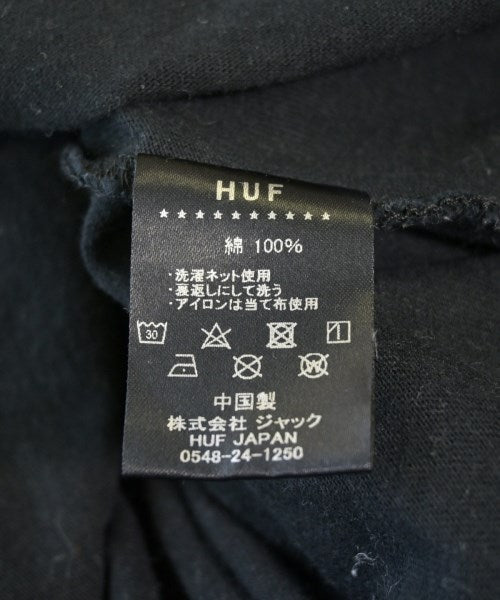 HUF
★★★★★★★★★★
綿 100%
・洗濯ネット使用
・裏返しにして洗う
・アイロンは当て布使用
30
W
中国製
株式会社 ジャック
HUF JAPAN
0548-24-1250